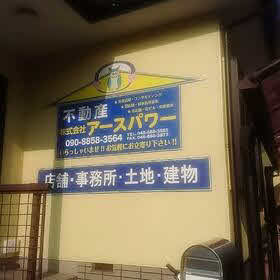 不動産
株式会社 アースパワー
090-8858-3564
いらっしゃいませ!! お気軽にお立寄り下さい!!
店舗・事務所・土地・建物